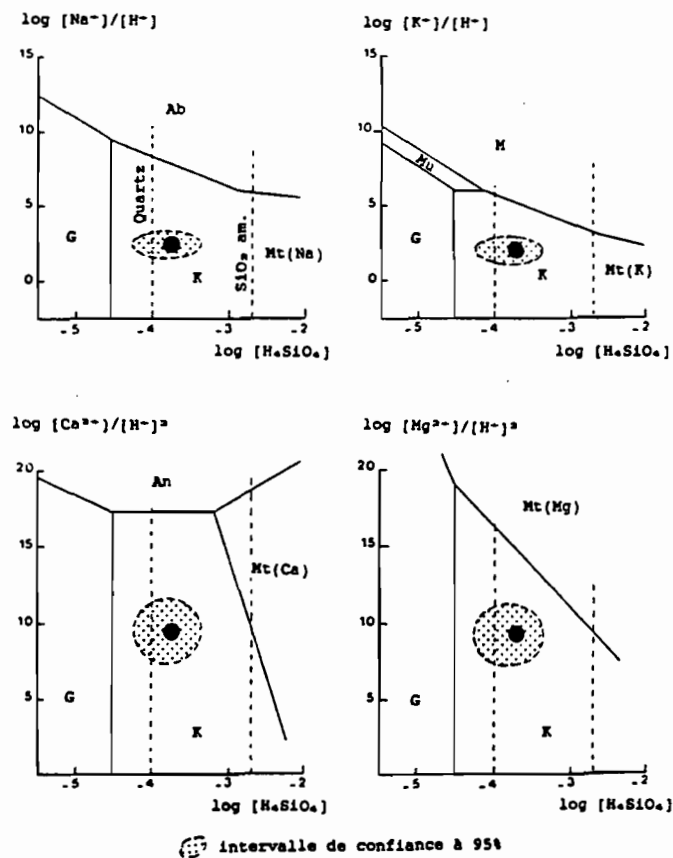 log [Na⁺]/[H⁺]
15
10
5
0
Ab
G
Quartz
K
SiO₂ am.
Mt(Na)
-5 -4 -3 -2
log [H₄SiO₄]
log [K⁺]/[H⁺]
15
10
5
0
M
Mu
G
K
Mt(K)
-5 -4 -3 -2
log [H₄SiO₄]
log [Ca²⁺]/[H⁺]²
20
15
10
5
An
Mt(Ca)
G
K
-5 -4 -3 -2
log [H₄SiO₄]
log [Mg²⁺]/[H⁺]²
20
15
10
5
Mt(Mg)
G
K
-5 -4 -3 -2
log [H₄SiO₄]
intervalle de confiance à 95%